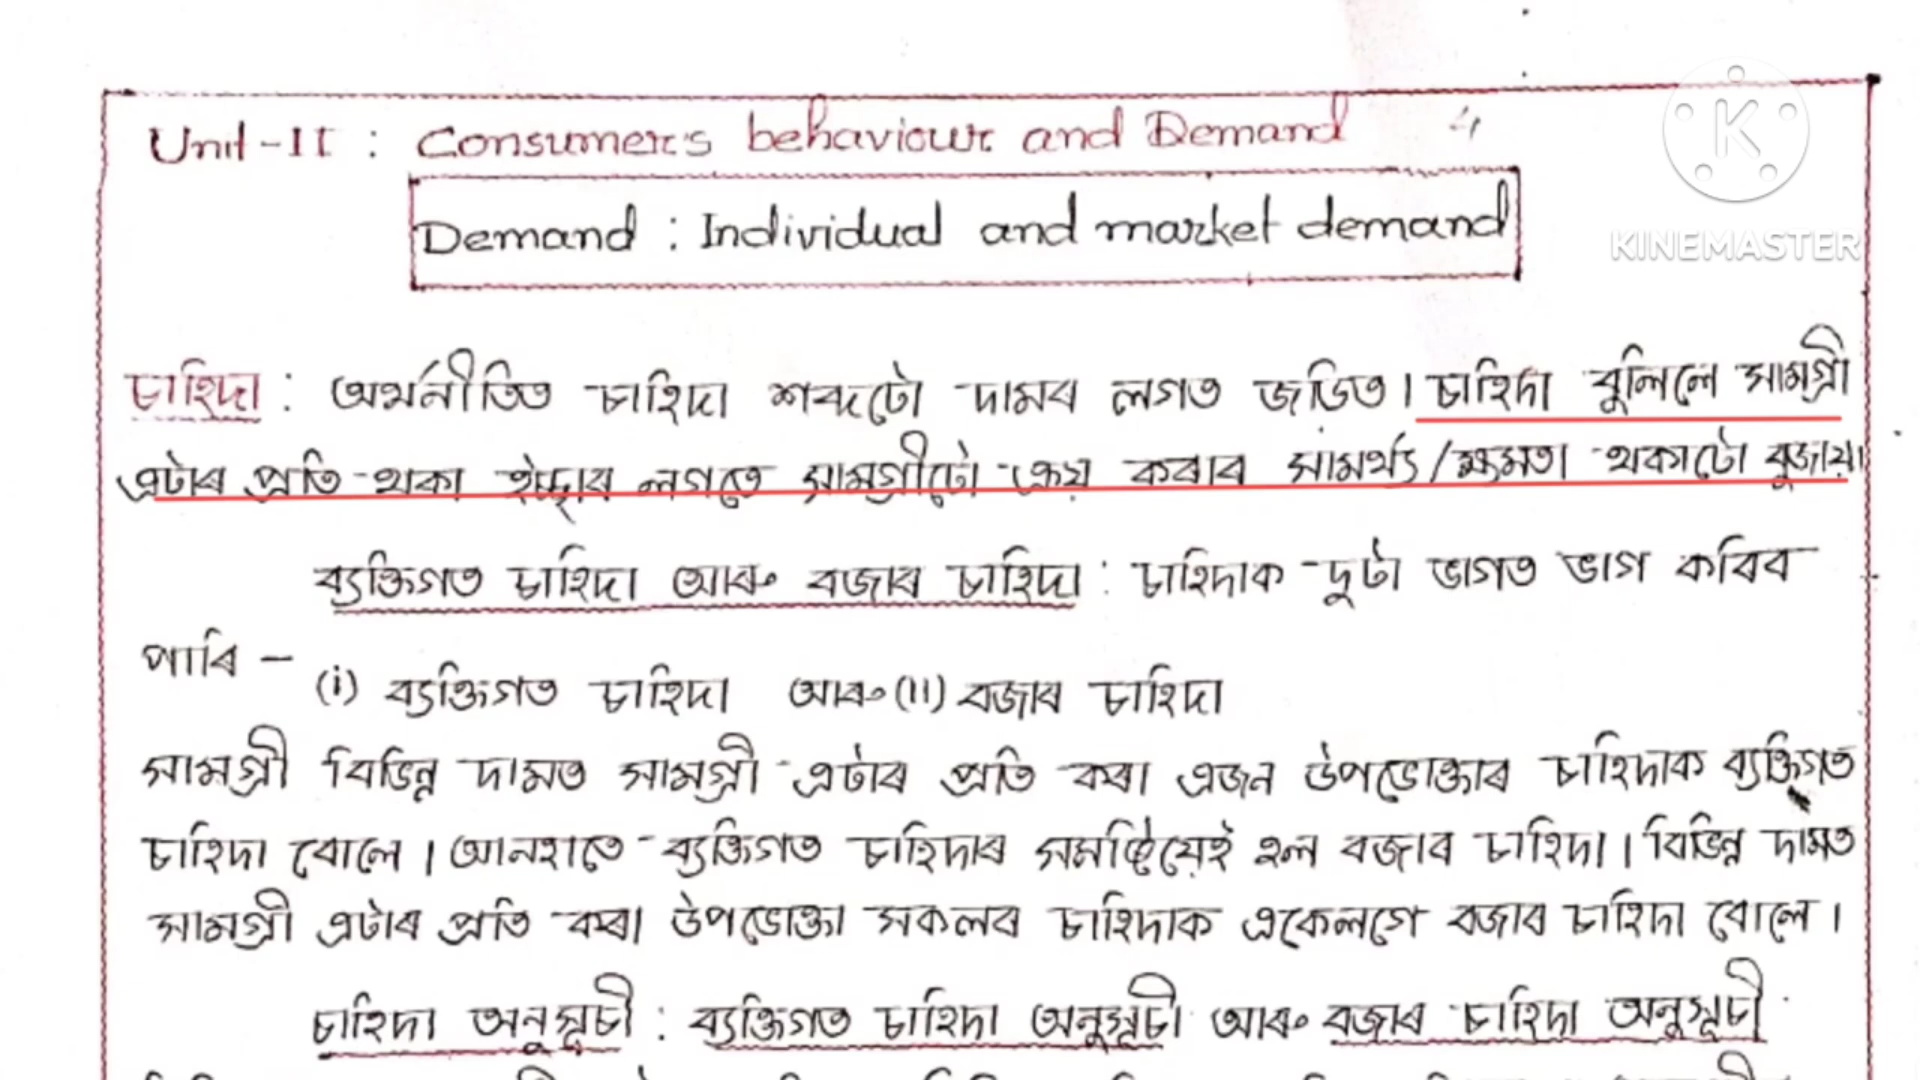 Unit-II : Consumer's behaviour and Demand
KINEMASTER
Demand : Individual and market demand
চাহিদা : অৰ্থনীতিত চাহিদা শব্দটো দামৰ লগত জড়িত। চাহিদা বুলিলে সামগ্ৰী
এটাৰ প্ৰতি থকা ইচ্ছাৰ লগতে সামগ্ৰীটো ক্ৰয় কৰাৰ সামৰ্থ্য/ক্ষমতা থকাটো বুজায়।
ব্যক্তিগত চাহিদা আৰু বজাৰ চাহিদা : চাহিদাক দুটা ভাগত ভাগ কৰিব
পাৰি –
(i) ব্যক্তিগত চাহিদা আৰু (ii) বজাৰ চাহিদা
সামগ্ৰী বিভিন্ন দামত সামগ্ৰী এটাৰ প্ৰতি কৰা এজন উপভোক্তাৰ চাহিদাক ব্যক্তিগত
চাহিদা বোলে। আনহাতে ব্যক্তিগত চাহিদাৰ সমষ্টিয়েই হল বজাৰ চাহিদা। বিভিন্ন দামত
সামগ্ৰী এটাৰ প্ৰতি কৰা উপভোক্তা সকলৰ চাহিদাক একেলগে বজাৰ চাহিদা বোলে।
চাহিদা অনুসূচী : ব্যক্তিগত চাহিদা অনুসূচী আৰু বজাৰ চাহিদা অনুসূচী